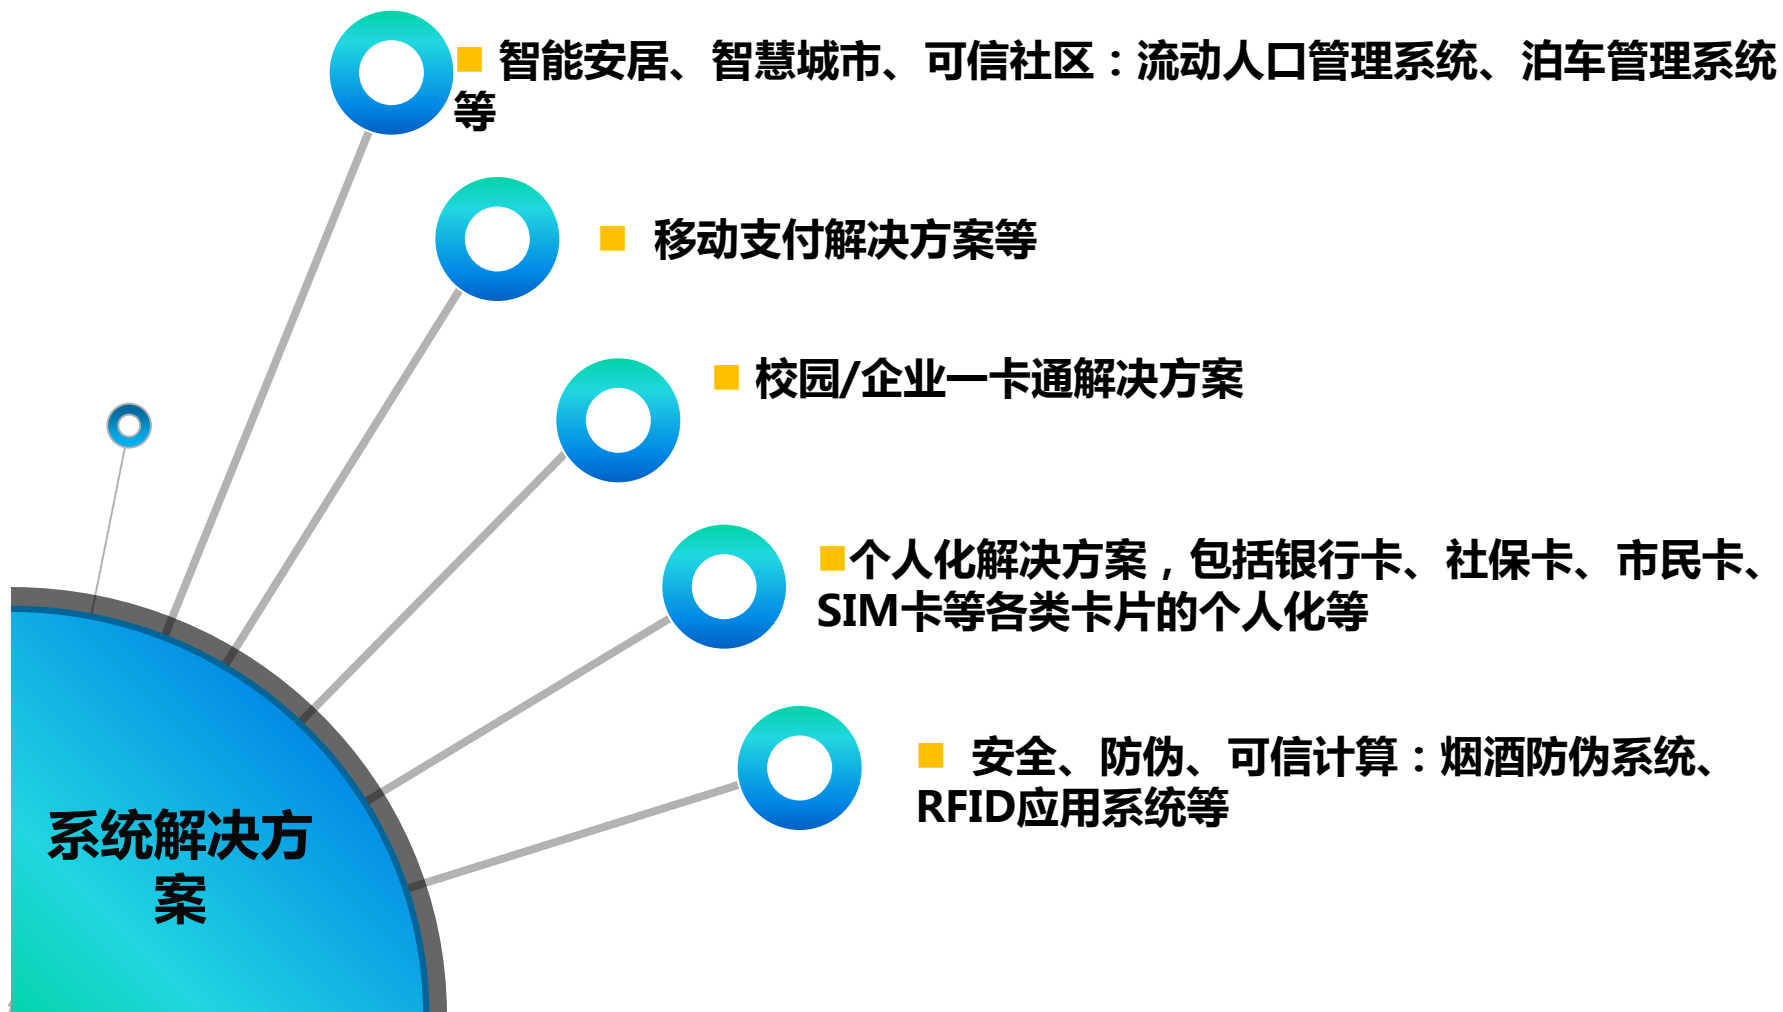 智能安居、智慧城市、可信社区：流动人口管理系统、泊车管理系统
等
移动支付解决方案等
校园/企业一卡通解决方案
个人化解决方案，包括银行卡、社保卡、市民卡、
SIM卡等各类卡片的个人化等
安全、防伪、可信计算：烟酒防伪系统、
RFID应用系统等
系统解决方
案